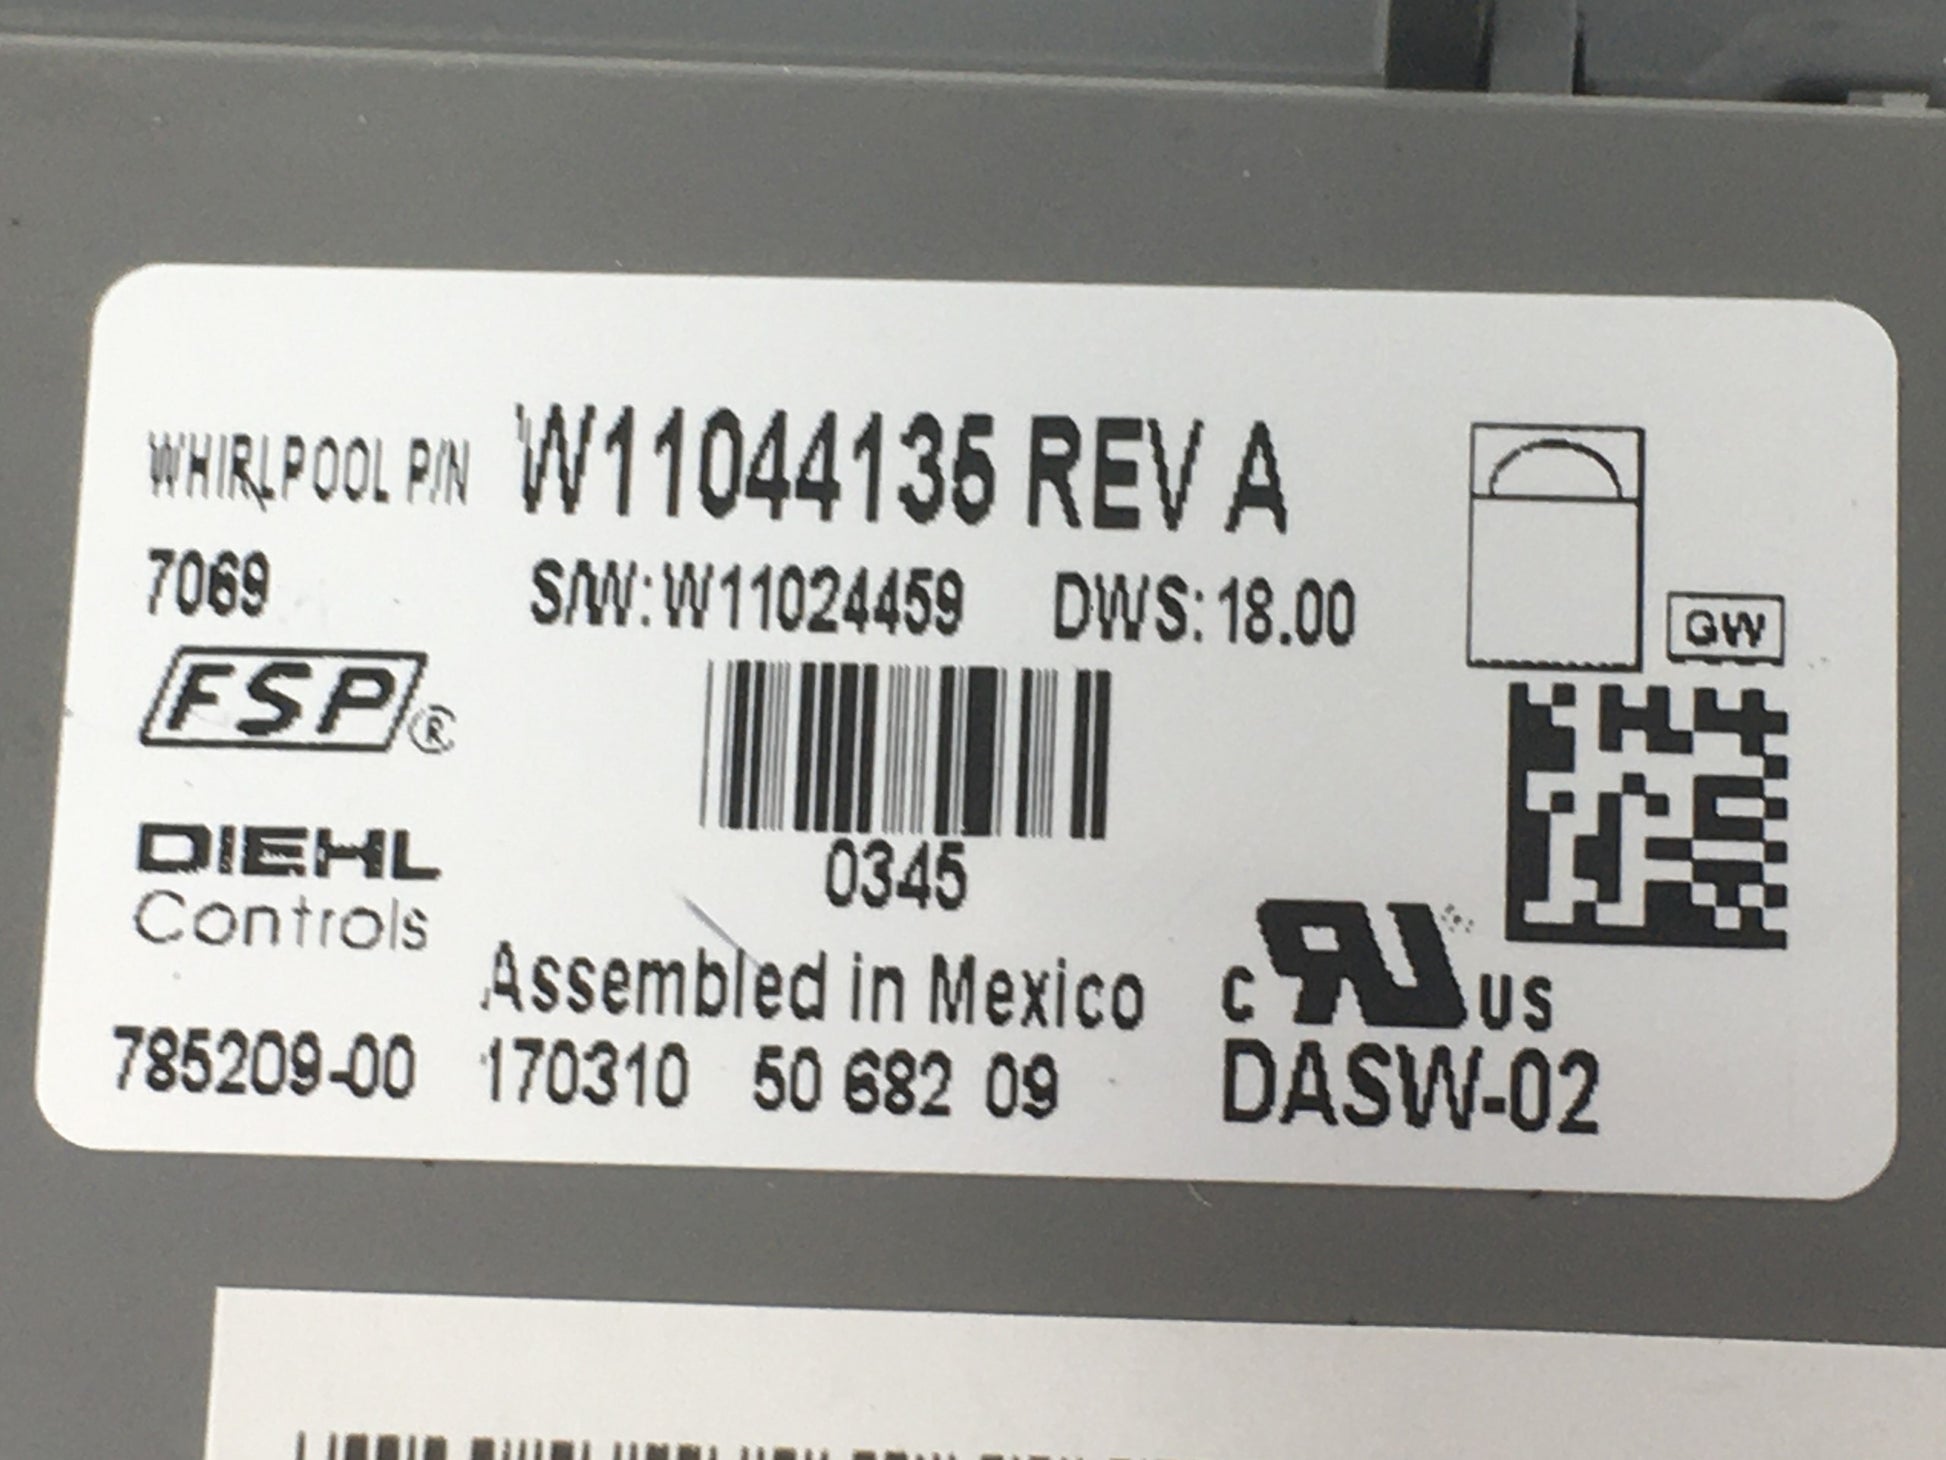 WHIRLPOOL P/N W11044135 REV A
7069 S/W:W11024459 DWS:18.00
GW
FSP®
0345
DIEHL
Controls
Assembled in Mexico
c RU us
785209-00 170310 50 682 09 DASW-02